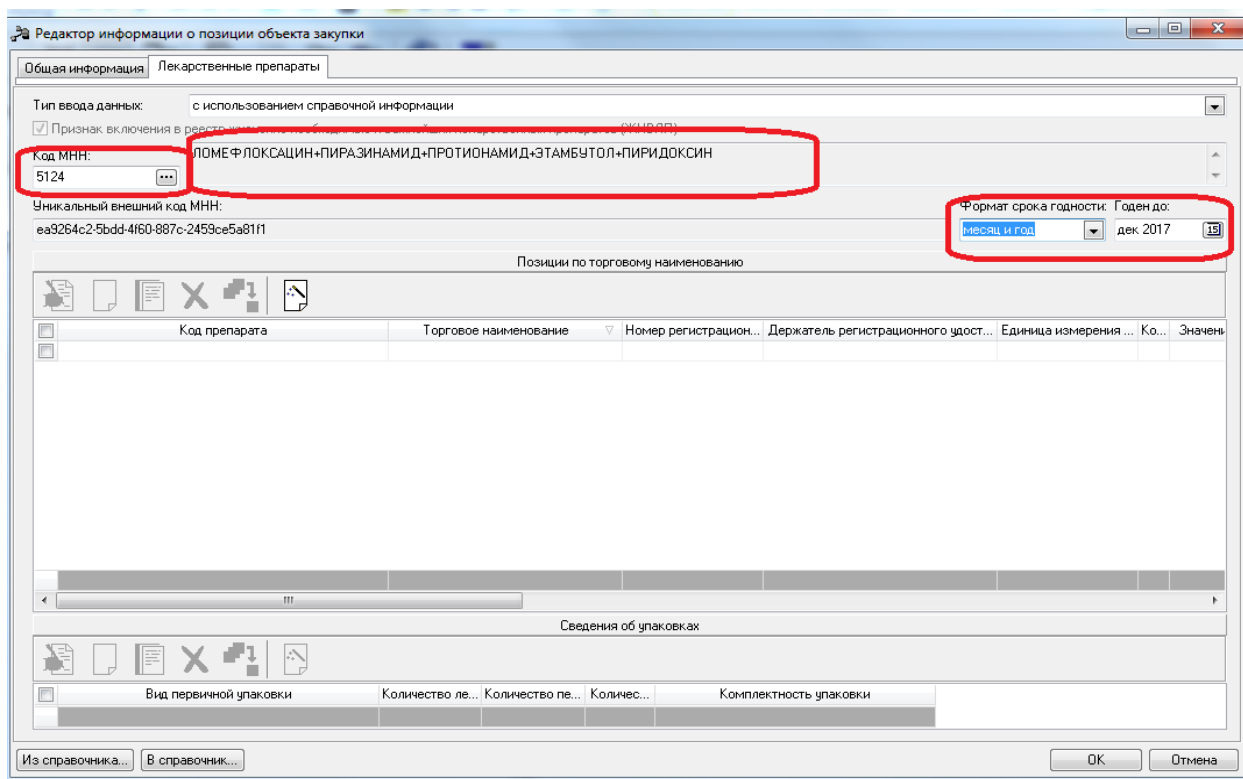 Редактор информации о позиции объекта закупки
Общая информация Лекарственные препараты
Тип ввода данных: с использованием справочной информации
Признак включения в реестр
Код МНН: ЛОМЕФЛОКСАЦИН+ПИРАЗИНАМИД+ПРОТИОНАМИД+ЭТАМБУТОЛ+ПИРИДОКСИН
5124 ...
Уникальный внешний код МНН: Формат срока годности: Годен до:
ea9264c2-5bdd-4f60-887c-2459ce5a81f1 месяц и год дек 2017 15
Позиции по торговому наименованию
Код препарата Торговое наименование Номер регистрацион... Держатель регистрационного удост... Единица измерения ... Ко... Значени
Сведения об упаковках
Вид первичной упаковки Количество ле... Количество пе... Количес... Комплектность упаковки
Из справочника... В справочник... OK Отмена